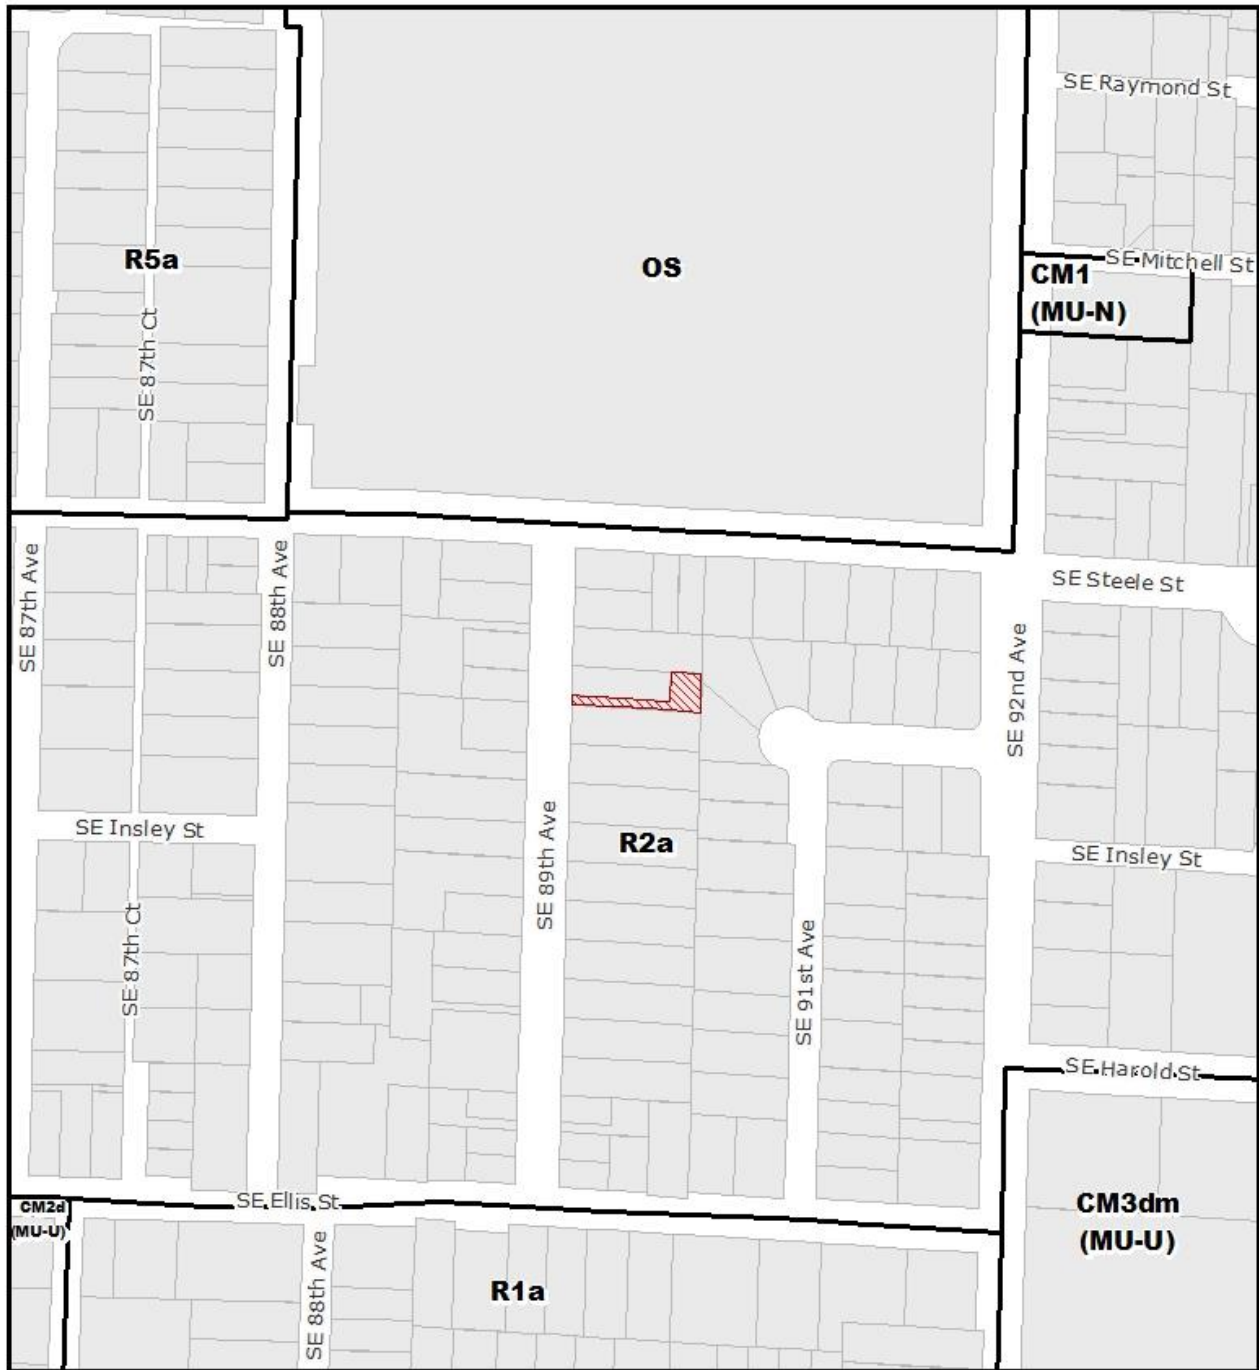 SE Raymond St
R5a
OS
SE Mitchell St
CM1
(MU-N)
SE 87th Ct
SE 87th Ave
SE 88th Ave
SE Steele St
SE 92nd Ave
SE Insley St
SE 89th Ave
R2a
SE Insley St
SE 87th Ct
SE 91st Ave
SE Harold St
CM2d
(MU-U)
SE Ellis St
CM3dm
(MU-U)
SE 88th Ave
R1a